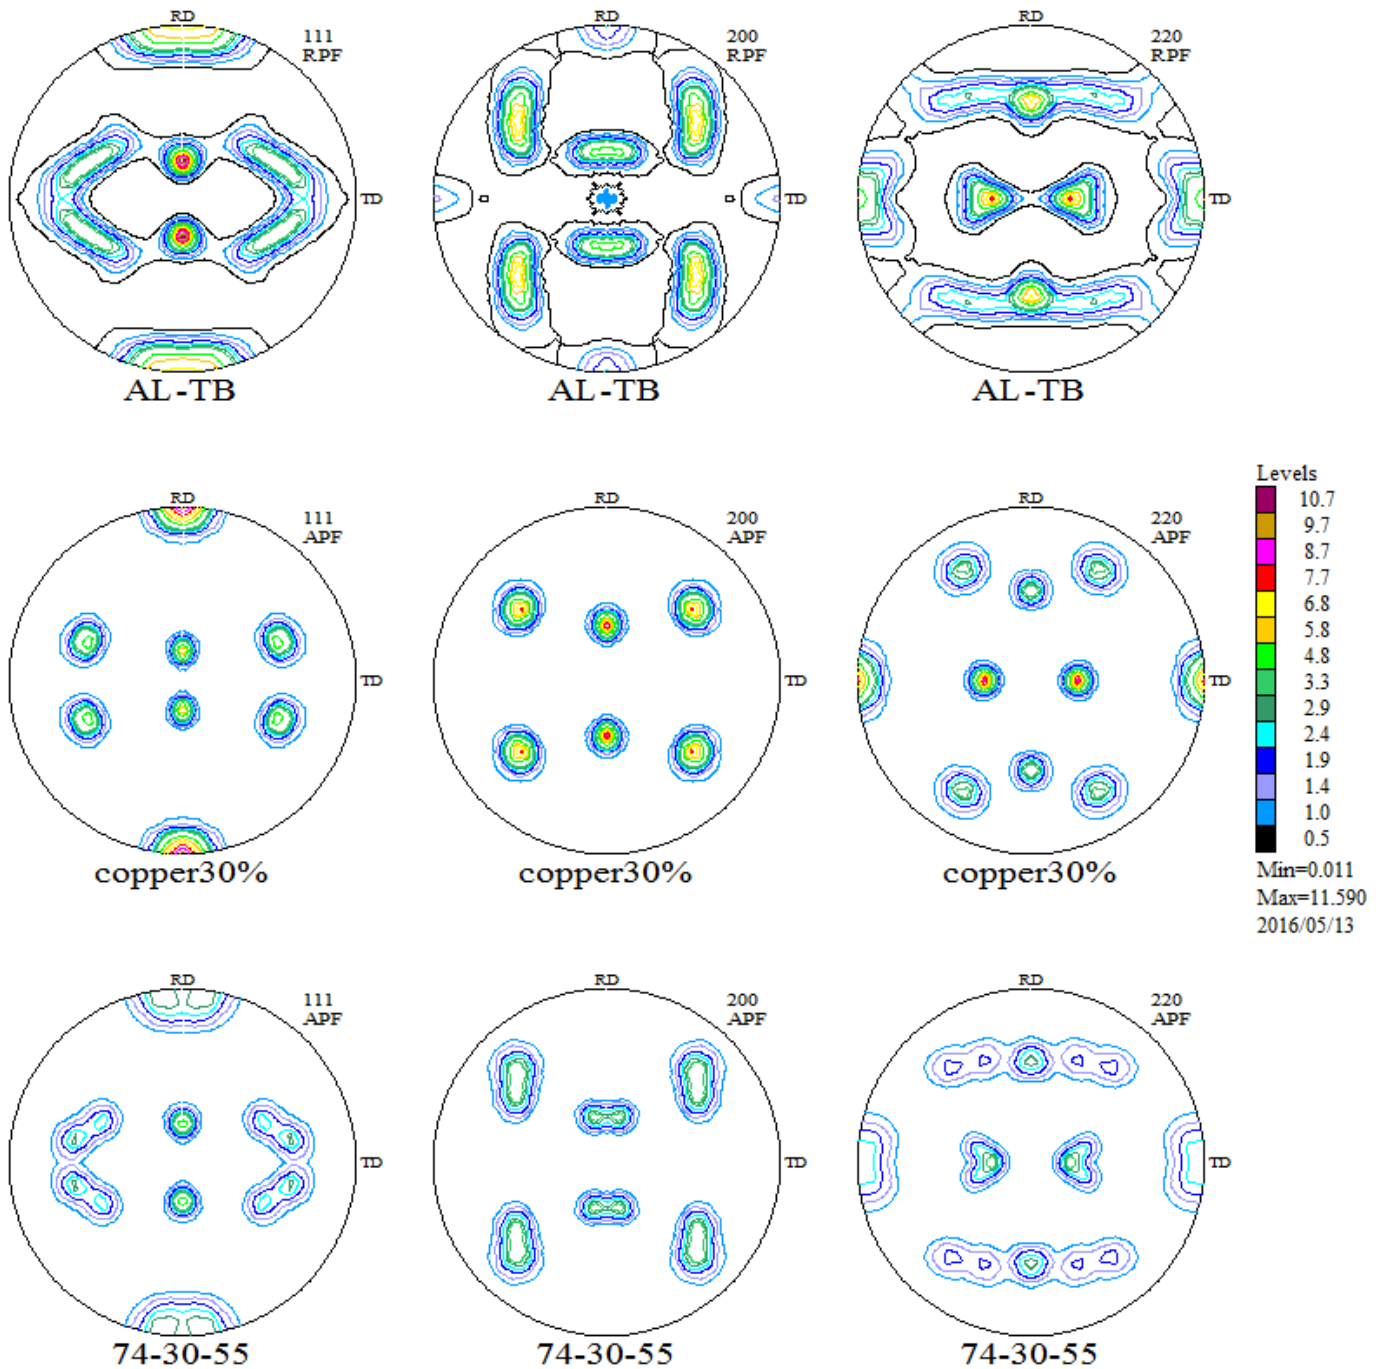 RD
111
RPF
TD
AL-TB
RD
200
RPF
TD
AL-TB
RD
220
RPF
TD
AL-TB
RD
111
APF
TD
copper30%
RD
200
APF
TD
copper30%
RD
220
APF
TD
copper30%
Levels
10.7
9.7
8.7
7.7
6.8
5.8
4.8
3.3
2.9
2.4
1.9
1.4
1.0
0.5
Min=0.011
Max=11.590
2016/05/13
RD
111
APF
TD
74-30-55
RD
200
APF
TD
74-30-55
RD
220
APF
TD
74-30-55